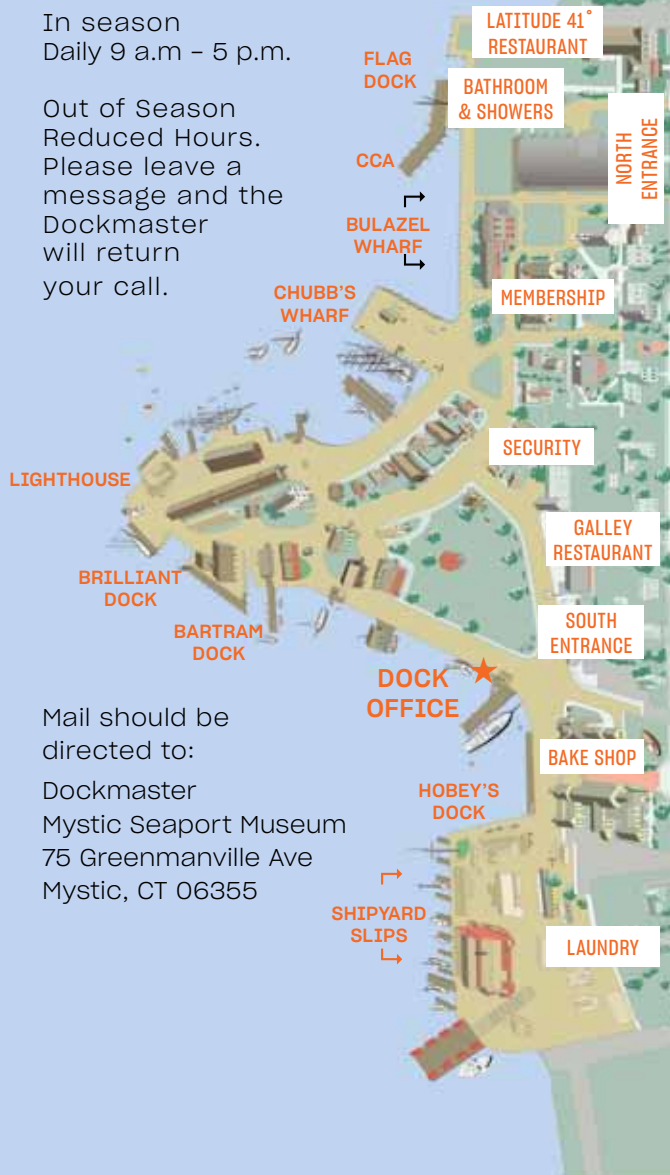 In season
Daily 9 a.m – 5 p.m.
Out of Season
Reduced Hours.
Please leave a
message and the
Dockmaster
will return
your call.
LATITUDE 41°
RESTAURANT
FLAG
DOCK
BATHROOM
& SHOWERS
NORTH
ENTRANCE
CCA
BULAZEL
WHARF
CHUBB'S
WHARF
MEMBERSHIP
SECURITY
LIGHTHOUSE
GALLEY
RESTAURANT
BRILLIANT
DOCK
BARTRAM
DOCK
SOUTH
ENTRANCE
DOCK
OFFICE
Mail should be
directed to:
Dockmaster
Mystic Seaport Museum
75 Greenmanville Ave
Mystic, CT 06355
BAKE SHOP
HOBEY'S
DOCK
SHIPYARD
SLIPS
LAUNDRY